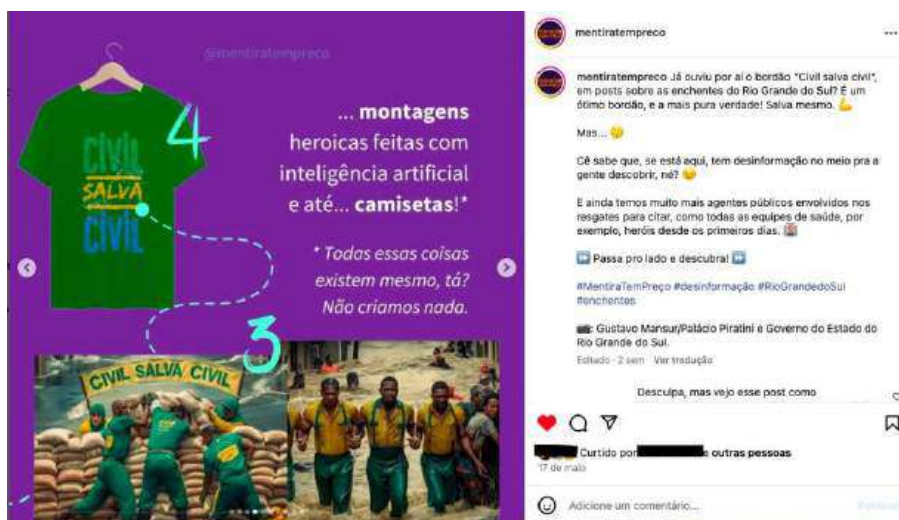 @mentiratempreco
4
... montagens
heroicas feitas com
inteligência artificial
e até... camisetas!*
CIVIL
SALVA
CIVIL
* Todas essas coisas
existem mesmo, tá?
Não criamos nada.
3
CIVIL SALVA CIVIL
mentiratempreco
mentiratempreco Já ouviu por aí o bordão "Civil salva civil",
em posts sobre as enchentes do Rio Grande do Sul? É um
ótimo bordão, e a mais pura verdade! Salva mesmo.
Mas...
Cê sabe que, se está aqui, tem desinformação no meio pra a
gente descobrir, né?
E ainda temos muito mais agentes públicos envolvidos nos
resgates para citar, como todas as equipes de saúde, por
exemplo, heróis desde os primeiros dias.
Passa pro lado e descubra!
#MentiraTemPreço #desinformação #RioGrandedoSul
#enchentes
: Gustavo Mansur/Palácio Piratini e Governo do Estado do
Rio Grande do Sul.
Editado · 2 sem Ver tradução
Desculpa, mas vejo esse post como
Curtido por e outras pessoas
17 de maio
Adicione um comentário...